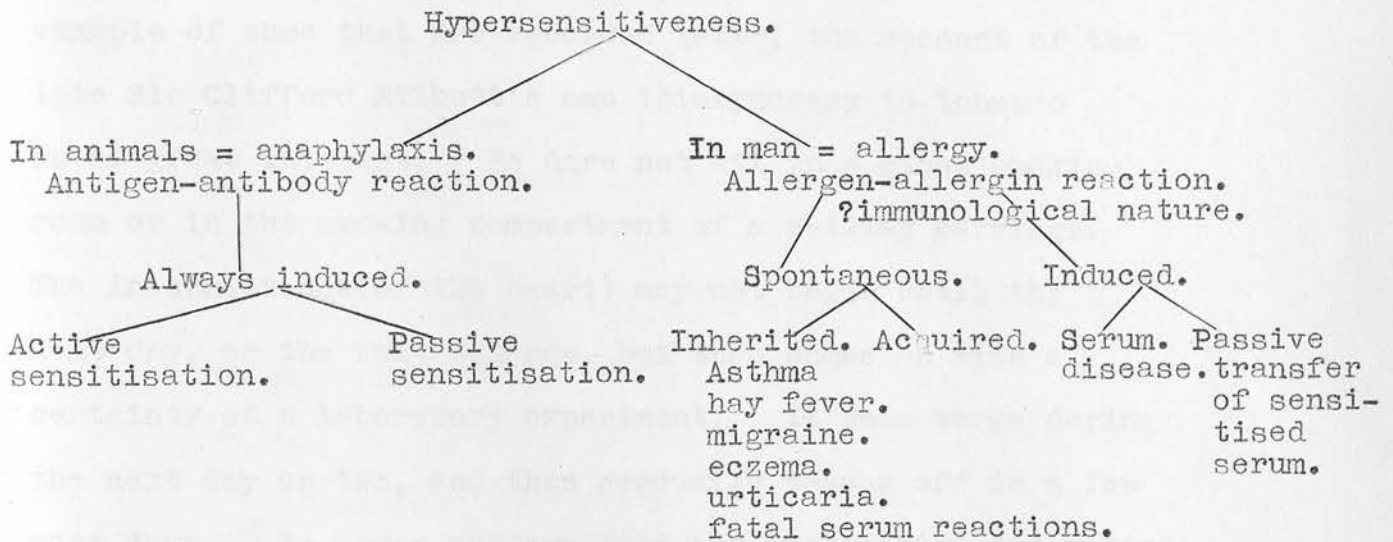 Hypersensitiveness.
In animals = anaphylaxis.
Antigen-antibody reaction.
In man = allergy.
Allergen-allergin reaction.
?immunological nature.
Always induced.
Spontaneous.
Induced.
Active
sensitisation.
Passive
sensitisation.
Inherited.
Asthma
hay fever.
migraine.
eczema.
urticaria.
fatal serum reactions.
Acquired.
Serum.
disease.
Passive
transfer
of sensi-
tised
serum.